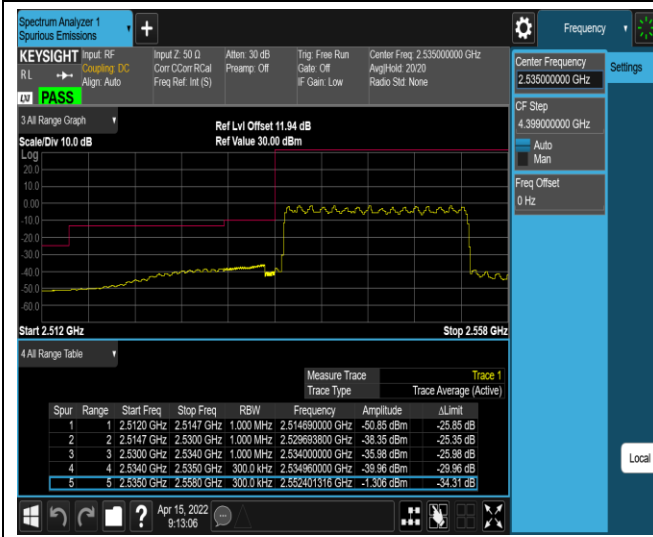 Spectrum Analyzer 1
Spurious Emissions
Frequency
KEYSIGHT Input: RF Input Z: 50 Ω Atten: 30 dB Trig: Free Run Center Freq: 2.535000000 GHz
RL Coupling: DC Corr CCorr RCal Preamp: Off Gate: Off Avg|Hold: 20/20
Align: Auto Freq Ref: Int (S) IF Gain: Low Radio Std: None
LXI PASS
Center Frequency
2.535000000 GHz
Settings
CF Step
4.399000000 GHz
Auto
Man
Freq Offset
0 Hz
3 All Range Graph
Ref Lvl Offset 11.94 dB
Scale/Div 10.0 dB Ref Value 30.00 dBm
Log
20.0
10.0
0.00
-10.0
-20.0
-30.0
-40.0
-50.0
-60.0
Start 2.512 GHz Stop 2.558 GHz
4 All Range Table
Measure Trace Trace 1
Trace Type Trace Average (Active)
Spur Range Start Freq Stop Freq RBW Frequency Amplitude ΔLimit
1 1 2.5120 GHz 2.5147 GHz 1.000 MHz 2.514690000 GHz -50.85 dBm -25.85 dB
2 2 2.5147 GHz 2.5300 GHz 1.000 MHz 2.529693800 GHz -38.35 dBm -25.35 dB
3 3 2.5300 GHz 2.5340 GHz 1.000 MHz 2.534000000 GHz -35.98 dBm -25.98 dB
4 4 2.5340 GHz 2.5350 GHz 300.0 kHz 2.534960000 GHz -39.96 dBm -29.96 dB
5 5 2.5350 GHz 2.5580 GHz 300.0 kHz 2.552401316 GHz -1.306 dBm -34.31 dB
Local
Apr 15, 2022
9:13:06